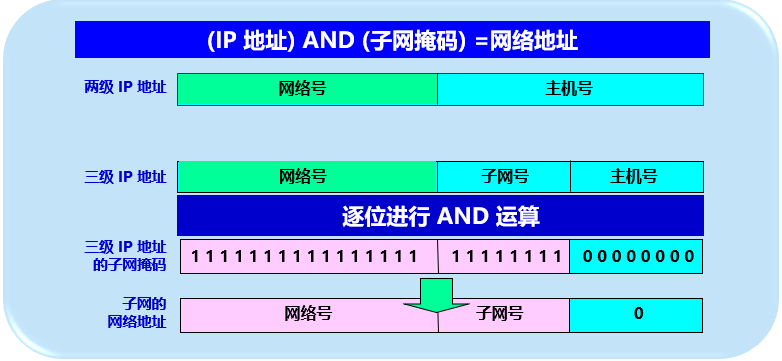 (IP 地址) AND (子网掩码) =网络地址
两级 IP 地址
网络号
主机号
三级 IP 地址
网络号
子网号
主机号
逐位进行 AND 运算
三级 IP 地址
的子网掩码
1 1 1 1 1 1 1 1 1 1 1 1 1 1 1 1
1 1 1 1 1 1 1 1
0 0 0 0 0 0 0 0
子网的
网络地址
网络号
子网号
0